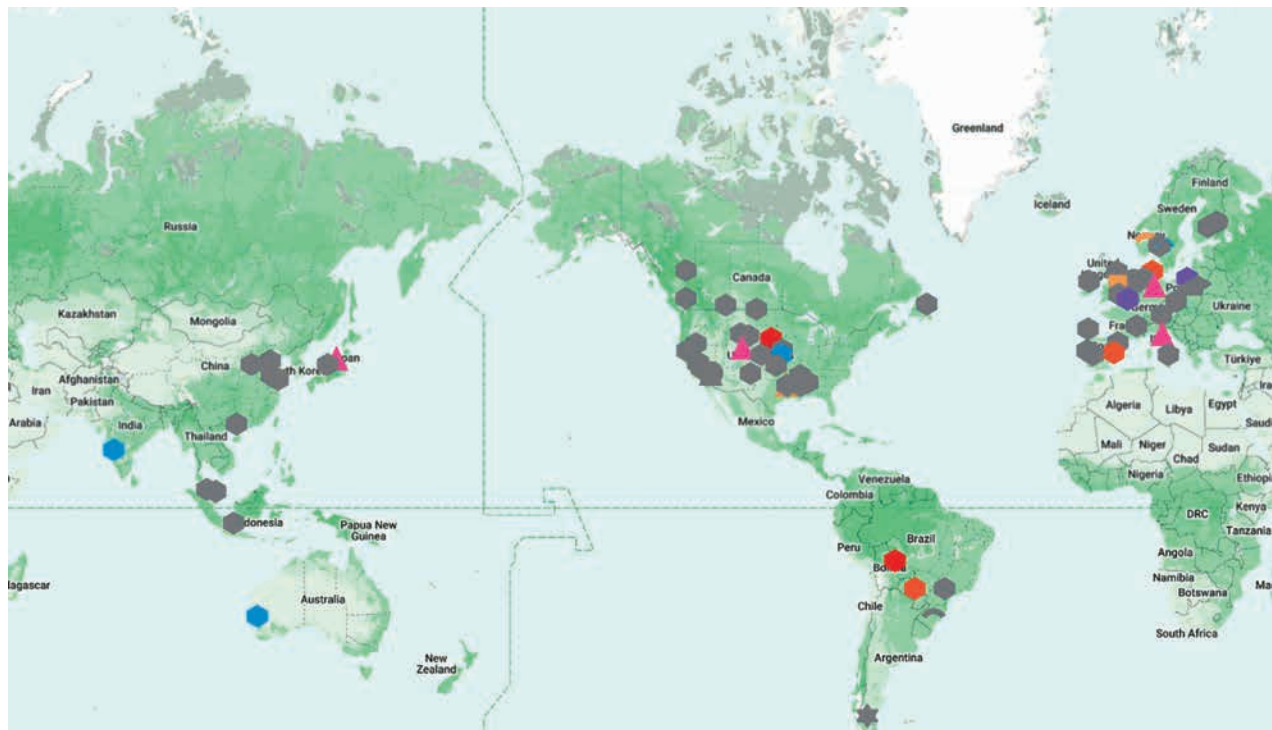 Greenland
Finland
Iceland
Sweden
Russia
United
Canada
Ukraine
Kazakhstan
Mongolia
Türkiye
China
Afghanistan
Iran
Pakistan
Algeria
Libya
Egypt
Arabia
India
Thailand
Mexico
Mali
Niger
Chad
Sudan
Nigeria
Venezuela
Colombia
Papua New
Guinea
Kenya
DRC
Tanzania
Peru
Brazil
Angola
Namibia
Botswana
Australia
Chile
South Africa
New
Zealand
Argentina